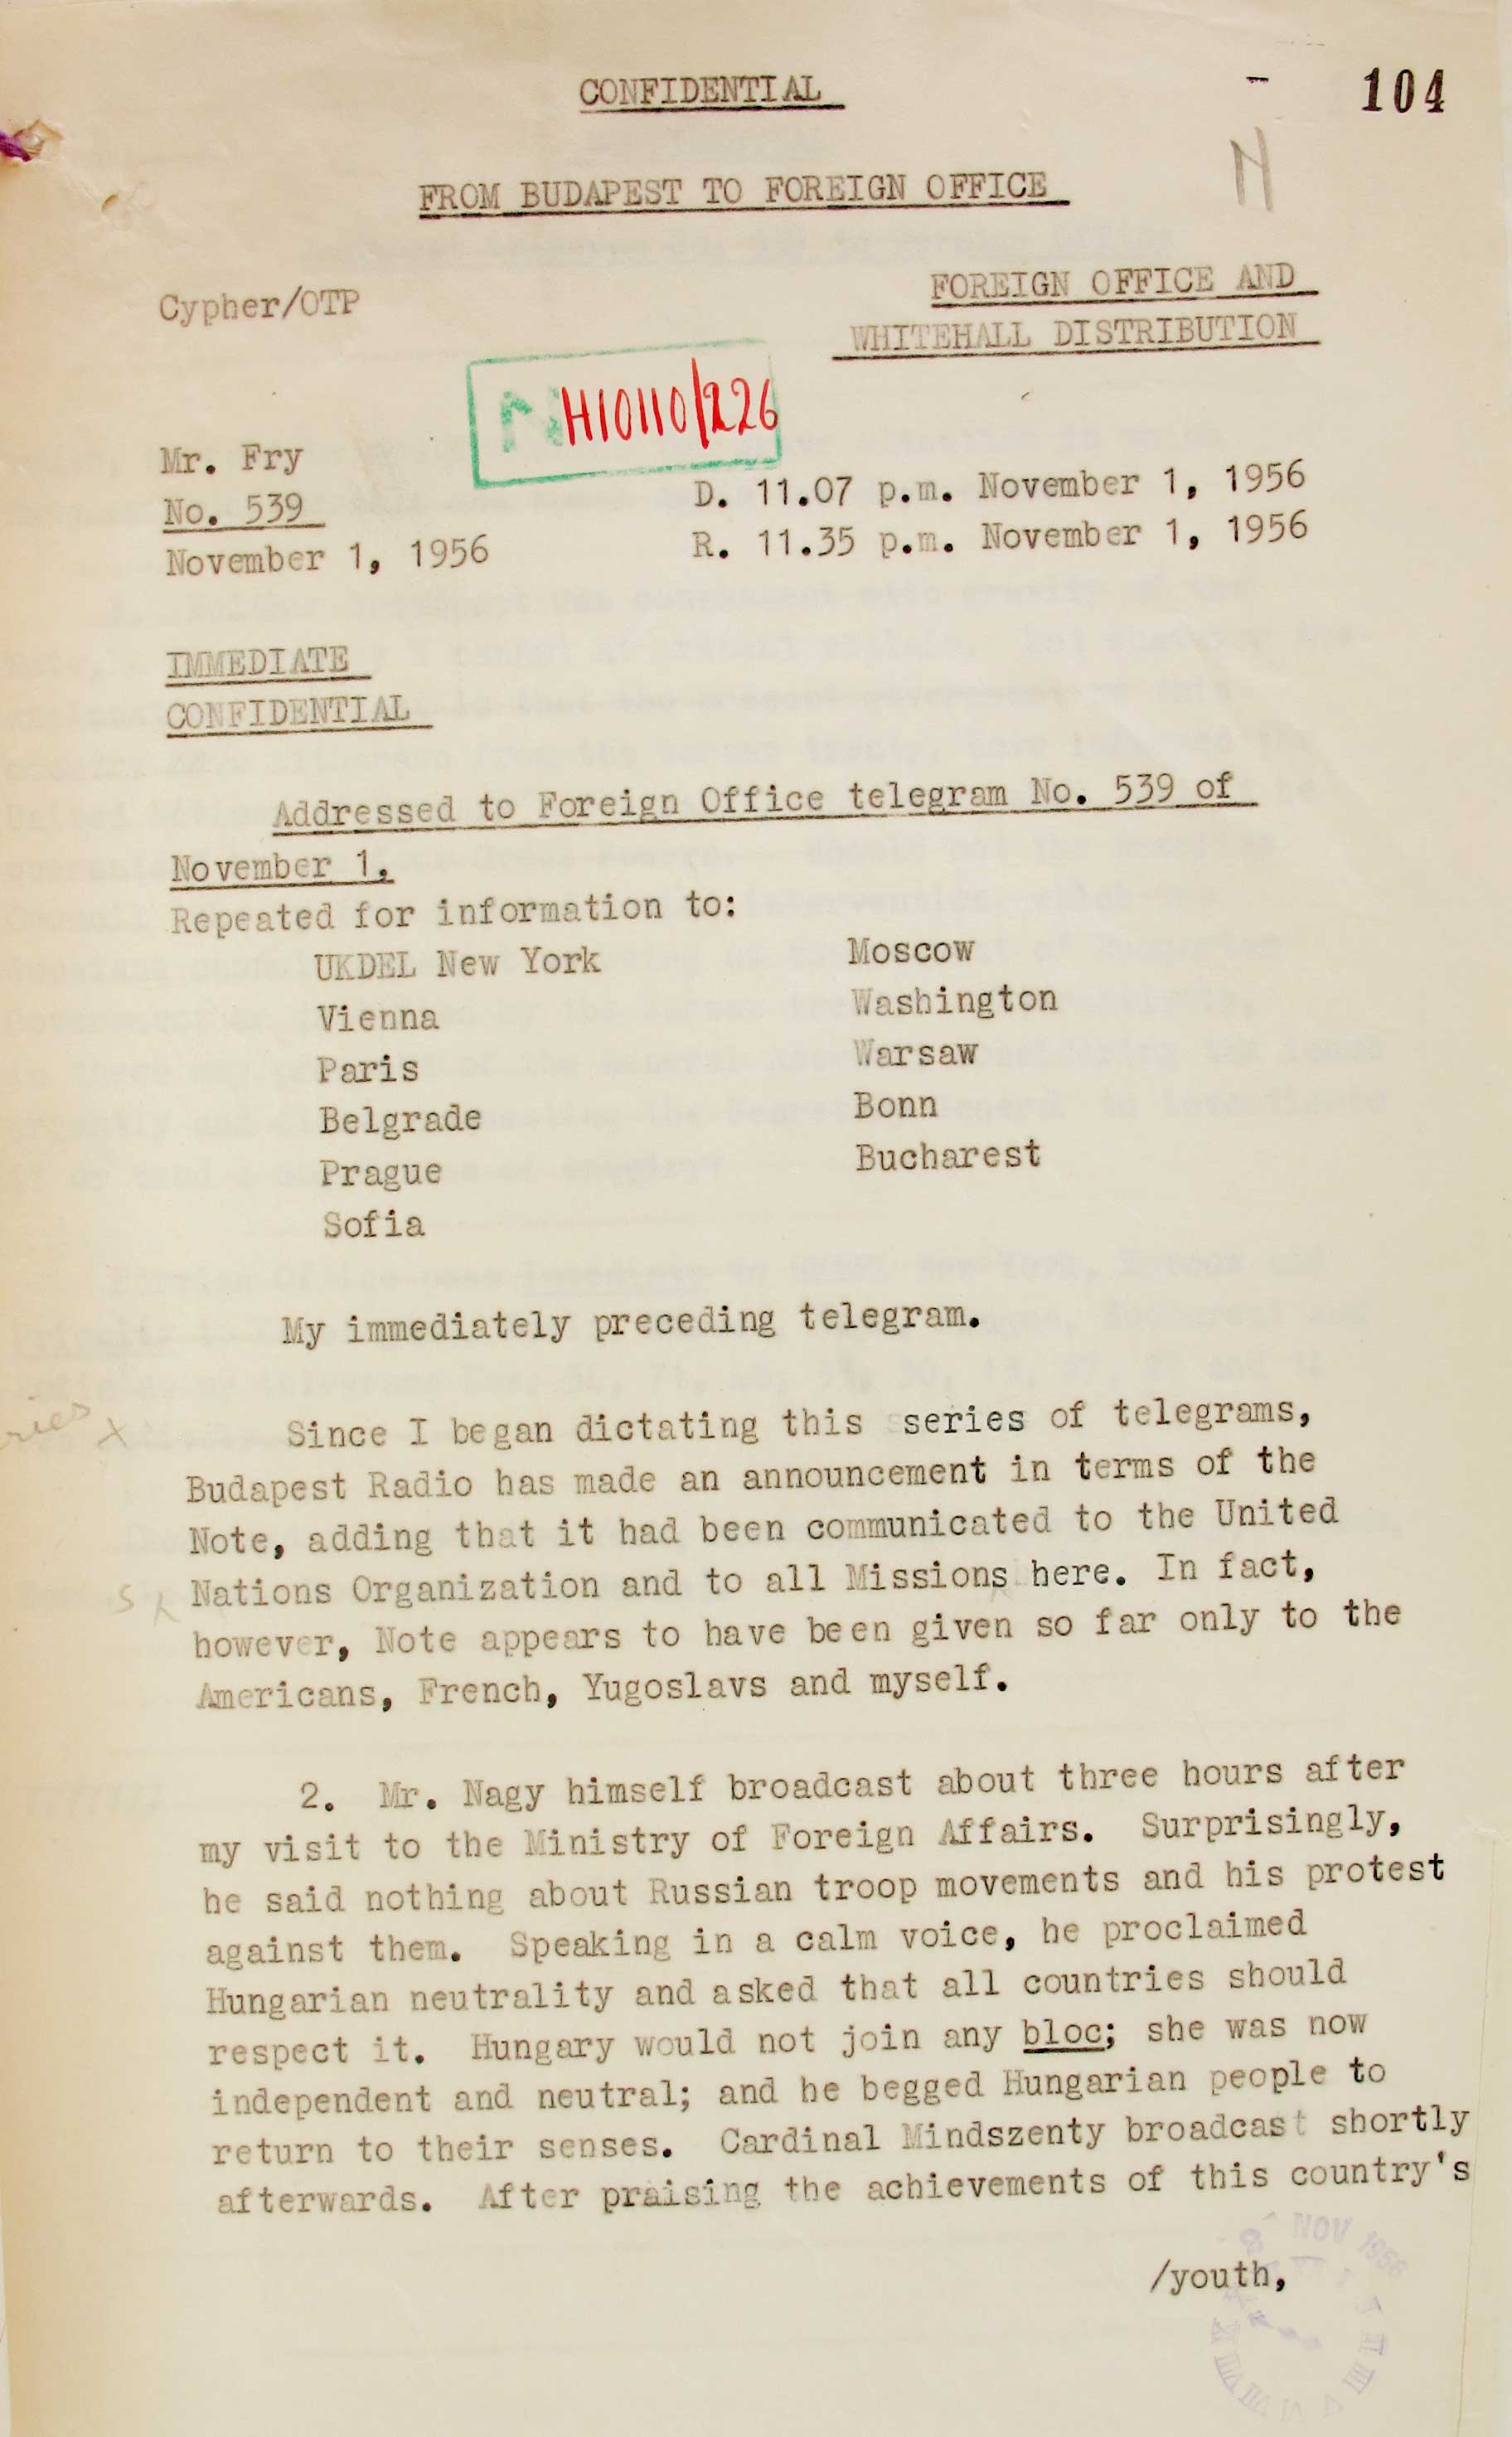 CONFIDENTIAL
104
N
FROM BUDAPEST TO FOREIGN OFFICE
Cypher/OTP
FOREIGN OFFICE AND
WHITEHALL DISTRIBUTION
NH10110/226
Mr. Fry
No. 539
November 1, 1956
D. 11.07 p.m. November 1, 1956
R. 11.35 p.m. November 1, 1956
IMMEDIATE
CONFIDENTIAL
Addressed to Foreign Office telegram No. 539 of
November 1.
Repeated for information to:
UKDEL New York
Vienna
Paris
Belgrade
Prague
Sofia
Moscow
Washington
Warsaw
Bonn
Bucharest
My immediately preceding telegram.
Since I began dictating this series of telegrams,
Budapest Radio has made an announcement in terms of the
Note, adding that it had been communicated to the United
Nations Organization and to all Missions here. In fact,
however, Note appears to have been given so far only to the
Americans, French, Yugoslavs and myself.
2. Mr. Nagy himself broadcast about three hours after
my visit to the Ministry of Foreign Affairs. Surprisingly,
he said nothing about Russian troop movements and his protest
against them. Speaking in a calm voice, he proclaimed
Hungarian neutrality and asked that all countries should
respect it. Hungary would not join any bloc; she was now
independent and neutral; and he begged Hungarian people to
return to their senses. Cardinal Mindszenty broadcast shortly
afterwards. After praising the achievements of this country's
/youth,
NOV 1956